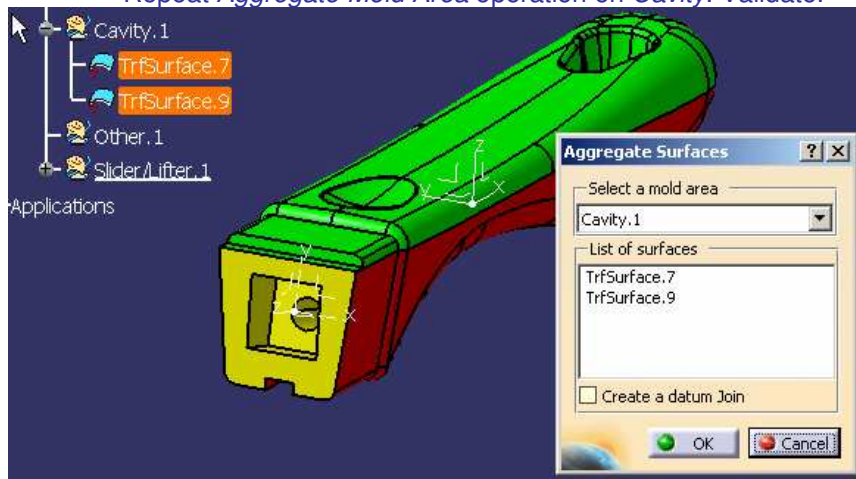 Repeat Aggregate Mold Area operation on Cavity. Validate.
Cavity.1
TrfSurface.7
TrfSurface.9
Other.1
Slider/Lifter.1
Applications
z
y
x
y
z
x
Aggregate Surfaces
Select a mold area
Cavity.1
List of surfaces
TrfSurface.7
TrfSurface.9
Create a datum Join
OK
Cancel